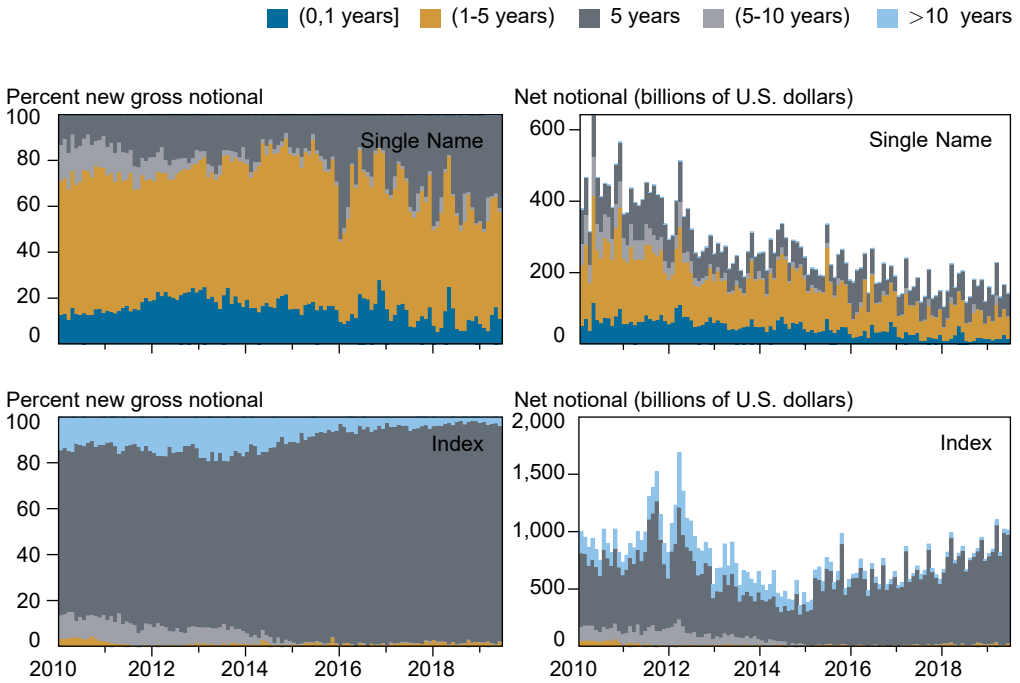 (0,1 years] (1-5 years) 5 years (5-10 years) >10 years
Percent new gross notional
100
80
60
40
20
0
Single Name
Net notional (billions of U.S. dollars)
600
400
200
0
Single Name
Percent new gross notional
100
80
60
40
20
0
Index
2010 2012 2014 2016 2018
Net notional (billions of U.S. dollars)
2,000
1,500
1,000
500
0
Index
2010 2012 2014 2016 2018